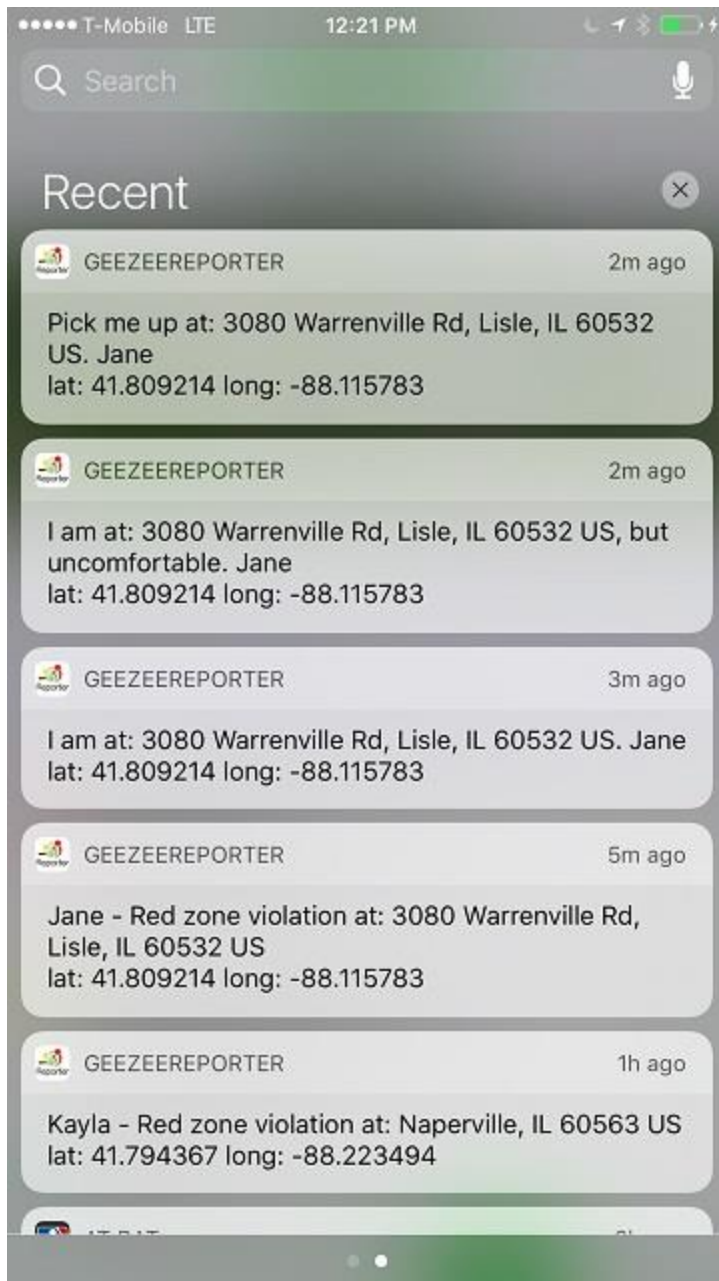 T-Mobile LTE 12:21 PM
Search
Recent
Reporter GEEZEEREPORTER 2m ago
Pick me up at: 3080 Warrenville Rd, Lisle, IL 60532
US. Jane
lat: 41.809214 long: -88.115783
Reporter GEEZEEREPORTER 2m ago
I am at: 3080 Warrenville Rd, Lisle, IL 60532 US, but
uncomfortable. Jane
lat: 41.809214 long: -88.115783
Reporter GEEZEEREPORTER 3m ago
I am at: 3080 Warrenville Rd, Lisle, IL 60532 US. Jane
lat: 41.809214 long: -88.115783
Reporter GEEZEEREPORTER 5m ago
Jane - Red zone violation at: 3080 Warrenville Rd,
Lisle, IL 60532 US
lat: 41.809214 long: -88.115783
Reporter GEEZEEREPORTER 1h ago
Kayla - Red zone violation at: Naperville, IL 60563 US
lat: 41.794367 long: -88.223494